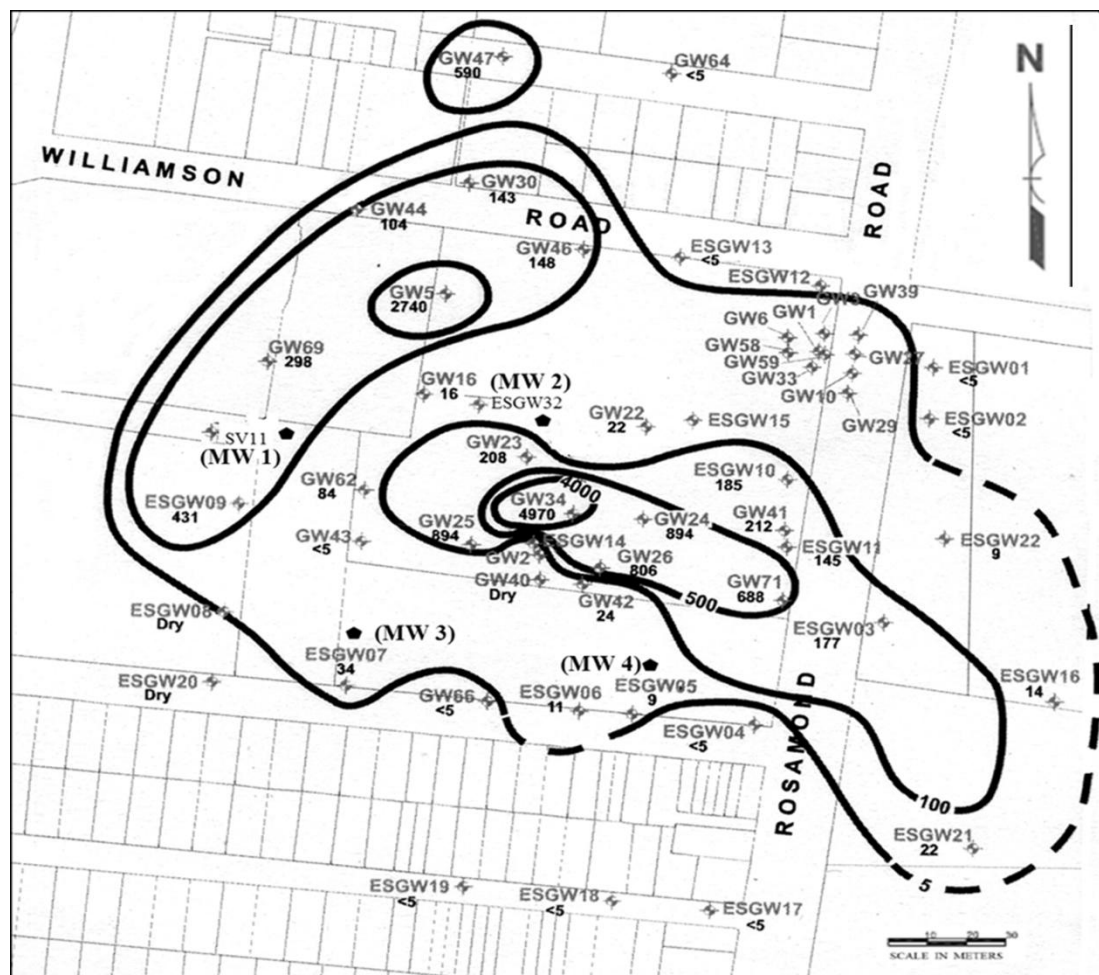 GW47
590
GW64
<5
N
WILLIAMSON
ROAD
ROAD
GW30
143
GW44
104
GW46
148
ESGW13
<5
ESGW12
GW3
GW39
GW5
2740
GW6
GW1
GW58
GW59
GW33
GW27
GW10
GW29
ESGW01
<5
ESGW02
<5
GW69
298
GW16
16
(MW 2)
ESGW32
GW22
22
ESGW15
SV11
(MW 1)
GW23
208
ESGW10
185
4000
GW34
4970
GW62
84
ESGW09
431
GW24
894
GW41
212
GW43
<5
GW25
894
ESGW14
GW2
ESGW11
145
ESGW22
9
GW26
806
GW40
Dry
GW42
24
500
GW71
688
ESGW08
Dry
(MW 3)
ESGW03
177
(MW 4)
ESGW07
34
ESGW20
Dry
GW66
<5
ESGW06
11
ESGW05
9
ESGW04
<5
ESGW16
14
ROSAMOND
100
ESGW21
22
5
ESGW19
<5
ESGW18
<5
ESGW17
<5
10 20 30
SCALE IN METERS